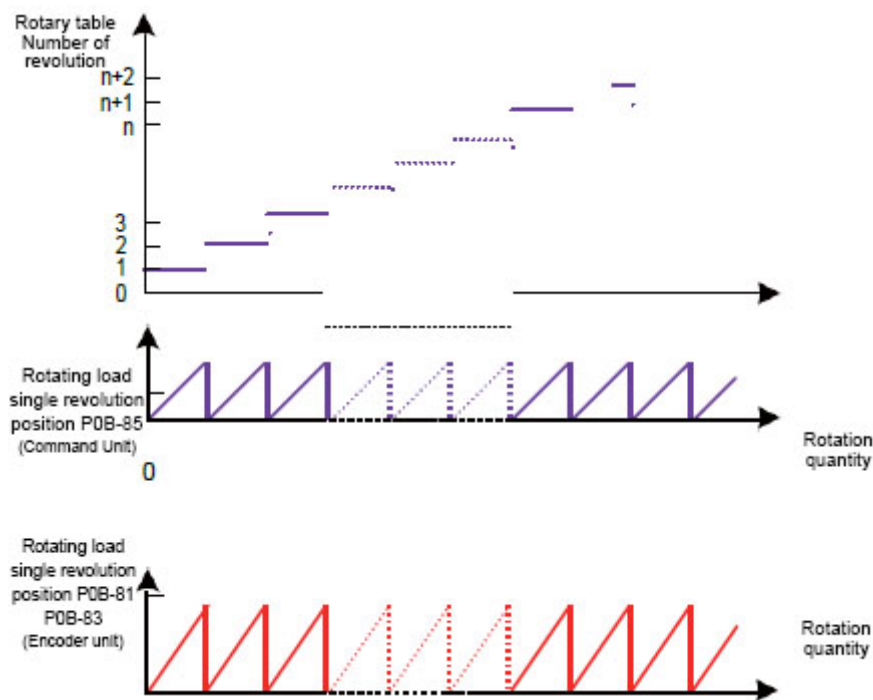 Rotary table
Number of
revolution
n+2
n+1
n
3
2
1
0
Rotating load
single revolution
position P0B-85
(Command Unit)
Rotation
quantity
0
Rotating load
single revolution
position P0B-81
P0B-83
(Encoder unit)
Rotation
quantity